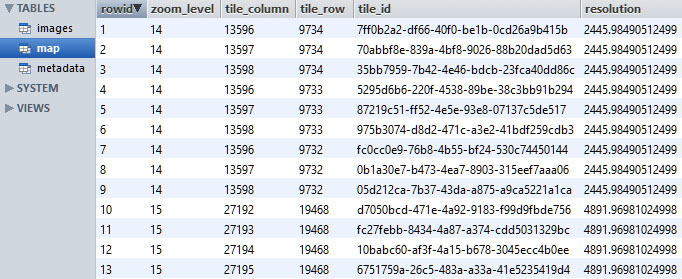 TABLES
images
map
metadata
SYSTEM
VIEWS
rowid zoom_level tile_column tile_row tile_id resolution
1 14 13596 9734 7ff0b2a2-df66-40f0-be1b-0cd26a9b415b 2445.98490512499
2 14 13597 9734 70abbf8e-839a-4bf8-9026-88b20dad5d63 2445.98490512499
3 14 13598 9734 35bb7959-7b42-4e46-bdcb-23fca40dd86c 2445.98490512499
4 14 13596 9733 5295d6b6-220f-4538-89be-38c3bb91b294 2445.98490512499
5 14 13597 9733 87219c51-ff52-4e5e-93e8-07137c5de517 2445.98490512499
6 14 13598 9733 975b3074-d8d2-471c-a3e2-41bdf259cdb3 2445.98490512499
7 14 13596 9732 fc0cc0e9-76b8-4b55-bf24-530c74450144 2445.98490512499
8 14 13597 9732 0b1a30e7-b473-4ea7-8903-315eef7aaa06 2445.98490512499
9 14 13598 9732 05d212ca-7b37-43da-a875-a9ca5221a1ca 2445.98490512499
10 15 27192 19468 d7050bcd-471e-4a92-9183-f99d9fbde756 4891.96981024998
11 15 27193 19468 fc27febb-8434-4a87-a374-cdd5031329bc 4891.96981024998
12 15 27194 19468 10babc60-af3f-4a15-b678-3045ecc4b0ee 4891.96981024998
13 15 27195 19468 6751759a-26c5-483a-a33a-41e5235419d4 4891.96981024998